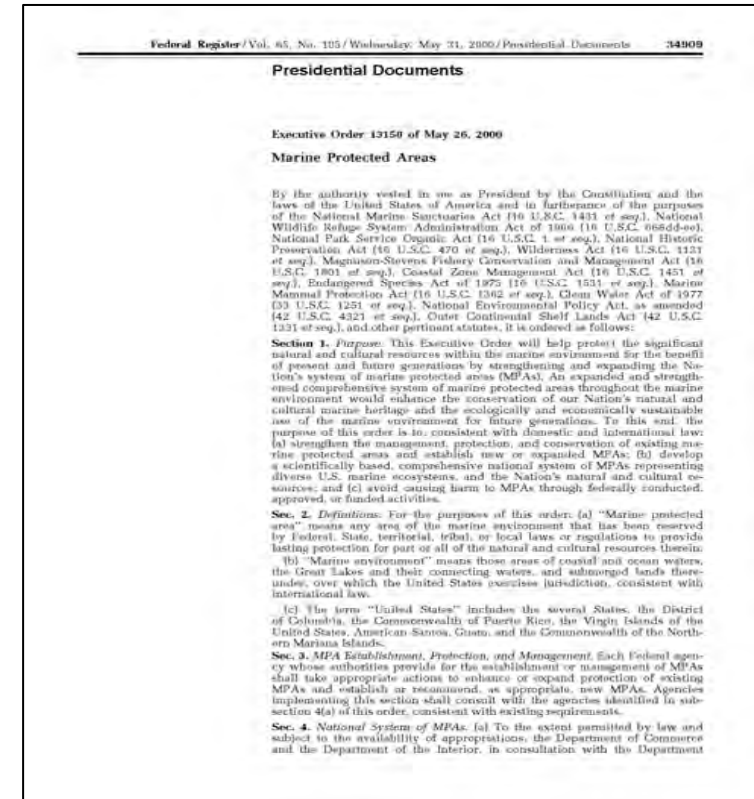 Federal Register / Vol. 65, No. 105 / Wednesday, May 31, 2000 / Presidential Documents 34909
Presidential Documents
Executive Order 13158 of May 26, 2000
Marine Protected Areas
By the authority vested in me as President by the Constitution and the
laws of the United States of America and in furtherance of the purposes
of the National Marine Sanctuaries Act (16 U.S.C. 1431 et seq.), National
Wildlife Refuge System Administration Act of 1966 (16 U.S.C. 668dd-ee),
National Park Service Organic Act (16 U.S.C. 1 et seq.), National Historic
Preservation Act (16 U.S.C. 470 et seq.), Wilderness Act (16 U.S.C. 1131
et seq.), Magnuson-Stevens Fishery Conservation and Management Act (16
U.S.C. 1801 et seq.), Coastal Zone Management Act (16 U.S.C. 1451 et
seq.), Endangered Species Act of 1973 (16 U.S.C. 1531 et seq.), Marine
Mammal Protection Act (16 U.S.C. 1362 et seq.), Clean Water Act of 1977
(33 U.S.C. 1251 et seq.), National Environmental Policy Act, as amended
(42 U.S.C. 4321 et seq.), Outer Continental Shelf Lands Act (42 U.S.C.
1331 et seq.), and other pertinent statutes, it is ordered as follows:
Section 1. Purpose. This Executive Order will help protect the significant
natural and cultural resources within the marine environment for the benefit
of present and future generations by strengthening and expanding the Na-
tion's system of marine protected areas (MPAs). An expanded and strength-
ened comprehensive system of marine protected areas throughout the marine
environment would enhance the conservation of our Nation's natural and
cultural marine heritage and the ecologically and economically sustainable
use of the marine environment for future generations. To this end, the
purpose of this order is to, consistent with domestic and international law:
(a) strengthen the management, protection, and conservation of existing ma-
rine protected areas and establish new or expanded MPAs; (b) develop
a scientifically based, comprehensive national system of MPAs representing
diverse U.S. marine ecosystems, and the Nation's natural and cultural re-
sources; and (c) avoid causing harm to MPAs through federally conducted,
approved, or funded activities.
Sec. 2. Definitions. For the purposes of this order: (a) "Marine protected
area" means any area of the marine environment that has been reserved
by Federal, State, territorial, tribal, or local laws or regulations to provide
lasting protection for part or all of the natural and cultural resources therein.
(b) "Marine environment" means those areas of coastal and ocean waters,
the Great Lakes and their connecting waters, and submerged lands there-
under, over which the United States exercises jurisdiction, consistent with
international law.
(c) The term "United States" includes the several States, the District
of Columbia, the Commonwealth of Puerto Rico, the Virgin Islands of the
United States, American Samoa, Guam, and the Commonwealth of the North-
ern Mariana Islands.
Sec. 3. MPA Establishment, Protection, and Management. Each Federal agen-
cy whose authorities provide for the establishment or management of MPAs
shall take appropriate actions to enhance or expand protection of existing
MPAs and establish or recommend, as appropriate, new MPAs. Agencies
implementing this section shall consult with the agencies identified in sub-
section 4(a) of this order, consistent with existing requirements.
Sec. 4. National System of MPAs. (a) To the extent permitted by law and
subject to the availability of appropriations, the Department of Commerce
and the Department of the Interior, in consultation with the Department